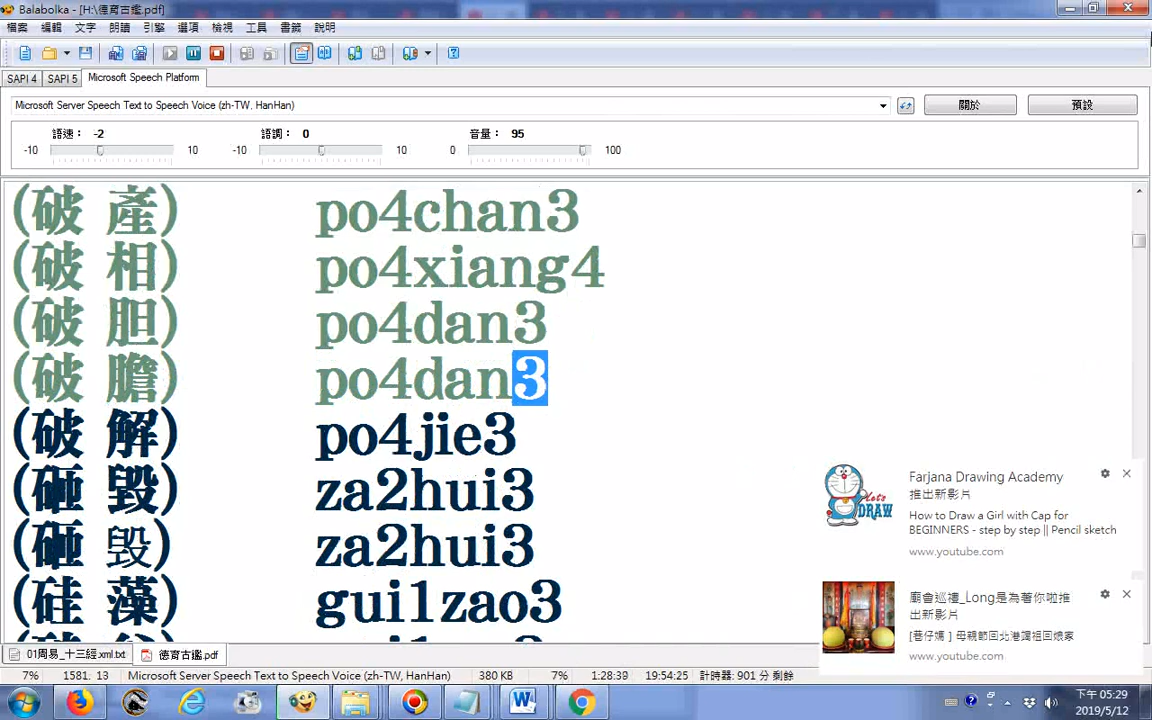 Balabolka - [H:\德育古鑑.pdf]
檔案 編輯 文字 朗讀 引擎 選項 檢視 工具 書籤 說明
SAPI 4 SAPI 5 Microsoft Speech Platform
Microsoft Server Speech Text to Speech Voice (zh-TW, HanHan)
關於 預設
語速： -2 語調： 0 音量： 95
-10 10 -10 10 0 100
(破 產) po4chan3
(破 相) po4xiang4
(破 胆) po4dan3
(破 膽) po4dan3
(破 解) po4jie3
(砸 毀) za2hui3
(砸 毁) za2hui3
(硅 藻) gui1zao3
Farjana Drawing Academy
推出新影片
How to Draw a Girl with Cap for
BEGINNERS - step by step || Pencil sketch
www.youtube.com
廟會巡禮_Long是為著你啦推
出新影片
[巷仔媽] 母親節回北港謁祖回娘家
www.youtube.com
01周易_十三經.xml.txt 德育古鑑.pdf
7% 1581: 13 Microsoft Server Speech Text to Speech Voice (zh-TW, HanHan) 380 KB 7% 1:28:39 19:54:25 計時器: 901 分 剩餘
下午 05:29
2019/5/12